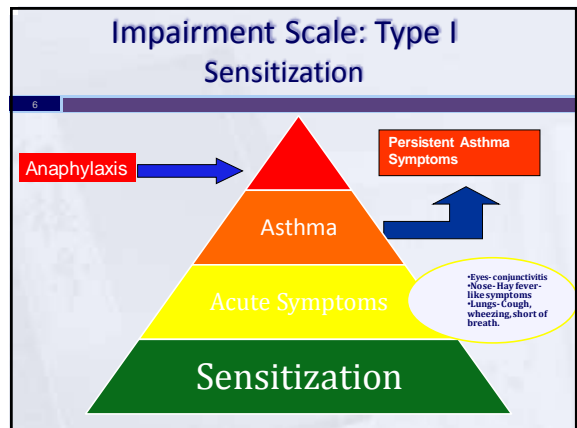 Impairment Scale: Type I
Sensitization
6
Anaphylaxis
Persistent Asthma
Symptoms
Asthma
Acute Symptoms
•Eyes- conjunctivitis
•Nose- Hay fever-
like symptoms
•Lungs- Cough,
wheezing, short of
breath.
Sensitization